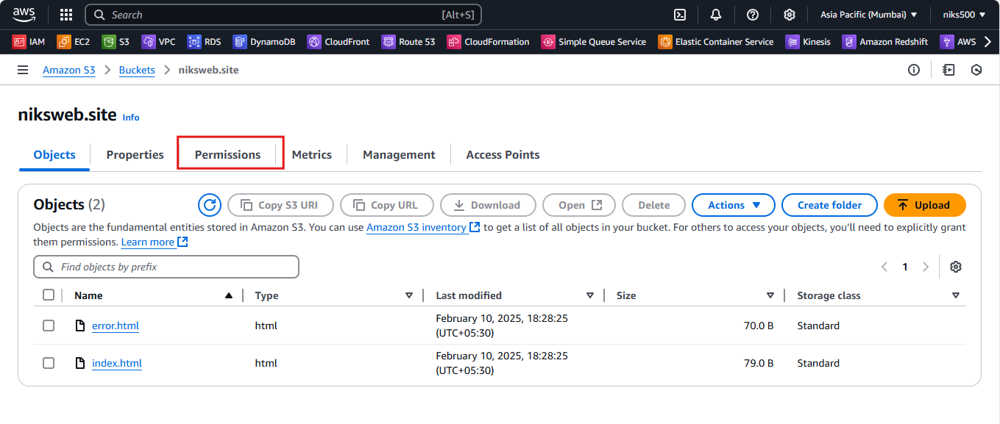 aws Search [Alt+S] Asia Pacific (Mumbai) niks500
IAM EC2 S3 VPC RDS DynamoDB CloudFront Route 53 CloudFormation Simple Queue Service Elastic Container Service Kinesis Amazon Redshift AWS
Amazon S3 Buckets niksweb.site
niksweb.site Info
Objects Properties Permissions Metrics Management Access Points
Objects (2) Copy S3 URI Copy URL Download Open Delete Actions Create folder Upload
Objects are the fundamental entities stored in Amazon S3. You can use Amazon S3 inventory to get a list of all objects in your bucket. For others to access your objects, you'll need to explicitly grant
them permissions. Learn more
Find objects by prefix 1
Name Type Last modified Size Storage class
error.html html February 10, 2025, 18:28:25 (UTC+05:30) 70.0 B Standard
index.html html February 10, 2025, 18:28:25 (UTC+05:30) 79.0 B Standard